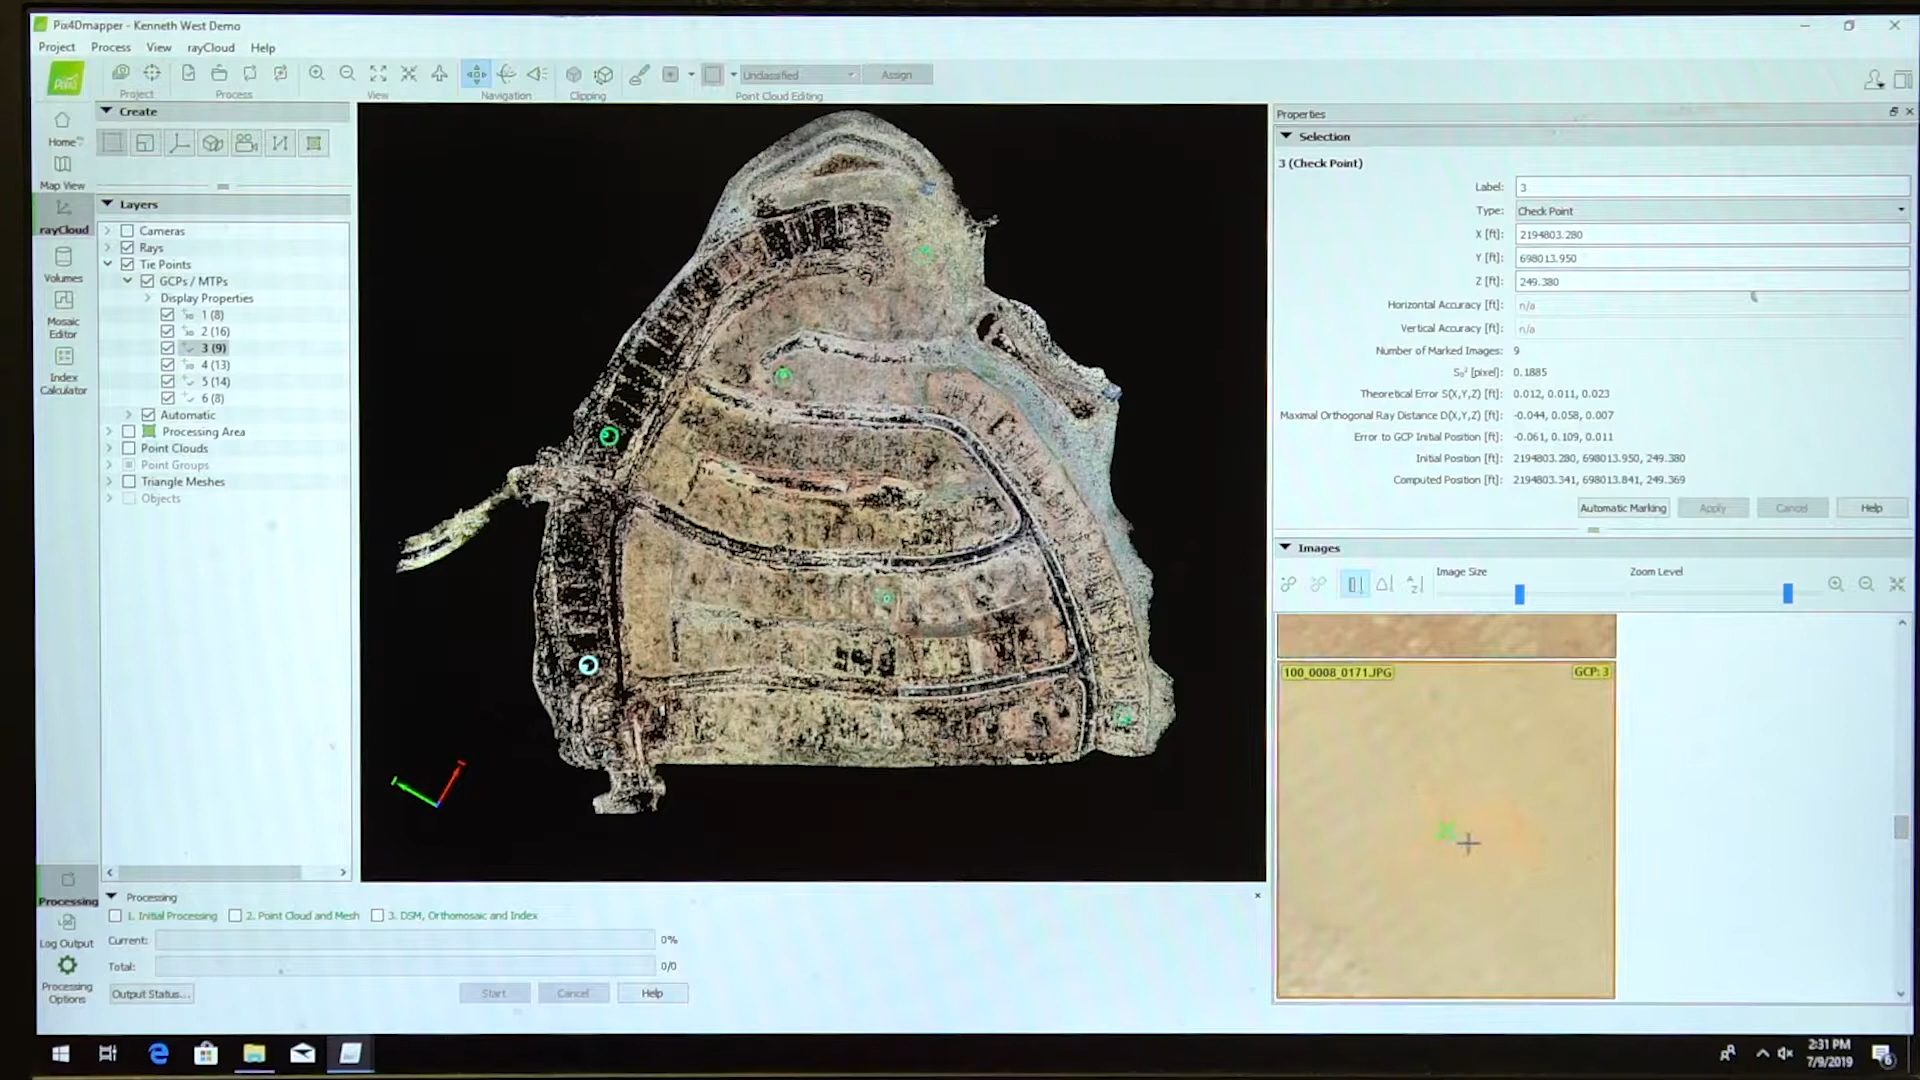 Pix4Dmapper - Kenneth West Demo
Project Process View rayCloud Help
Project Process View Navigation Clipping Point Cloud Editing
Unclassified Assign
Home
Map View
rayCloud
Volumes
Mosaic Editor
Index Calculator
Create
Layers
Cameras
Rays
Tie Points
GCPs / MTPs
Display Properties
1 (8)
2 (16)
3 (9)
4 (13)
5 (14)
6 (8)
Automatic
Processing Area
Point Clouds
Point Groups
Triangle Meshes
Objects
Properties
Selection
3 (Check Point)
Label: 3
Type: Check Point
X [ft]: 2194803.280
Y [ft]: 698013.950
Z [ft]: 249.380
Horizontal Accuracy [ft]: n/a
Vertical Accuracy [ft]: n/a
Number of Marked Images: 9
S₀² [pixel]: 0.1885
Theoretical Error S(X,Y,Z) [ft]: 0.012, 0.011, 0.023
Maximal Orthogonal Ray Distance D(X,Y,Z) [ft]: -0.044, 0.058, 0.007
Error to GCP Initial Position [ft]: -0.061, 0.109, 0.011
Initial Position [ft]: 2194803.280, 698013.950, 249.380
Computed Position [ft]: 2194803.341, 698013.841, 249.369
Automatic Marking Apply Cancel Help
Images
Image Size Zoom Level
100_0008_0171.JPG GCP: 3
Processing
Log Output
Processing Options
Processing
1. Initial Processing 2. Point Cloud and Mesh 3. DSM, Orthomosaic and Index
Current: 0%
Total: 0/0
Output Status... Start Cancel Help
2:31 PM
7/9/2019